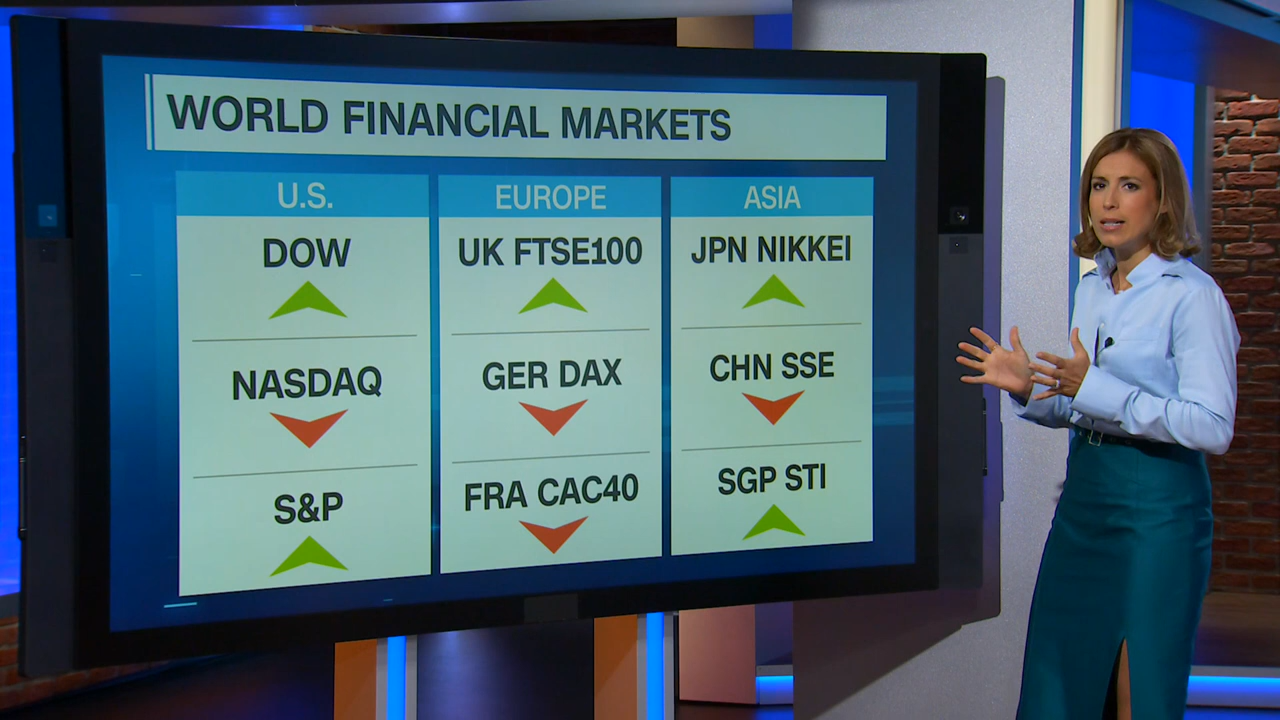 WORLD FINANCIAL MARKETS
U.S.
DOW
NASDAQ
S&P
EUROPE
UK FTSE100
GER DAX
FRA CAC40
ASIA
JPN NIKKEI
CHN SSE
SGP STI